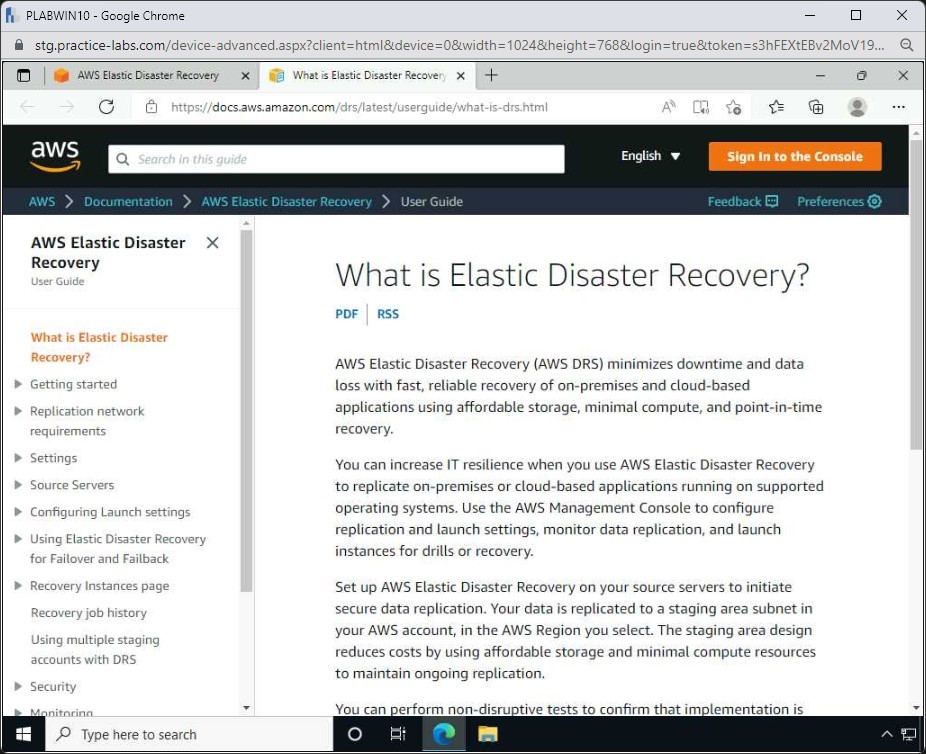 PLABWIN10 - Google Chrome
stg.practice-labs.com/device-advanced.aspx?client=html&device=0&width=1024&height=768&login=true&token=s3hFEXtEBv2MoV19...
AWS Elastic Disaster Recovery
What is Elastic Disaster Recovery
https://docs.aws.amazon.com/drs/latest/userguide/what-is-drs.html
aws
Search in this guide
English
Sign In to the Console
AWS > Documentation > AWS Elastic Disaster Recovery > User Guide
Feedback
Preferences
AWS Elastic Disaster
Recovery
User Guide
What is Elastic Disaster
Recovery?
Getting started
Replication network
requirements
Settings
Source Servers
Configuring Launch settings
Using Elastic Disaster Recovery
for Failover and Failback
Recovery Instances page
Recovery job history
Using multiple staging
accounts with DRS
Security
Monitoring
What is Elastic Disaster Recovery?
PDF | RSS
AWS Elastic Disaster Recovery (AWS DRS) minimizes downtime and data
loss with fast, reliable recovery of on-premises and cloud-based
applications using affordable storage, minimal compute, and point-in-time
recovery.
You can increase IT resilience when you use AWS Elastic Disaster Recovery
to replicate on-premises or cloud-based applications running on supported
operating systems. Use the AWS Management Console to configure
replication and launch settings, monitor data replication, and launch
instances for drills or recovery.
Set up AWS Elastic Disaster Recovery on your source servers to initiate
secure data replication. Your data is replicated to a staging area subnet in
your AWS account, in the AWS Region you select. The staging area design
reduces costs by using affordable storage and minimal compute resources
to maintain ongoing replication.
You can perform non-disruptive tests to confirm that implementation is
Type here to search